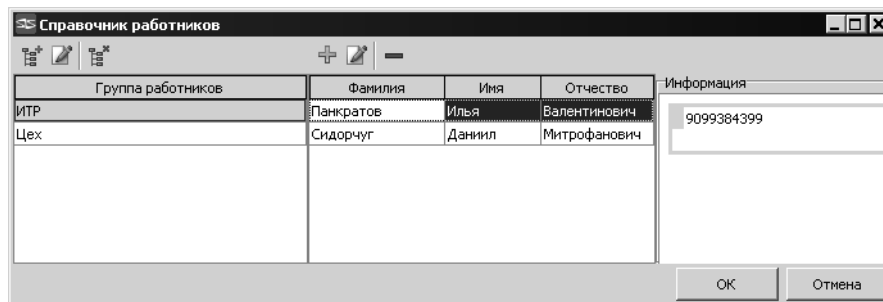 Справочник работников
Группа работников Фамилия Имя Отчество Информация
ИТР Панкратов Илья Валентинович 9099384399
Цех Сидорчуг Даниил Митрофанович
ОК Отмена